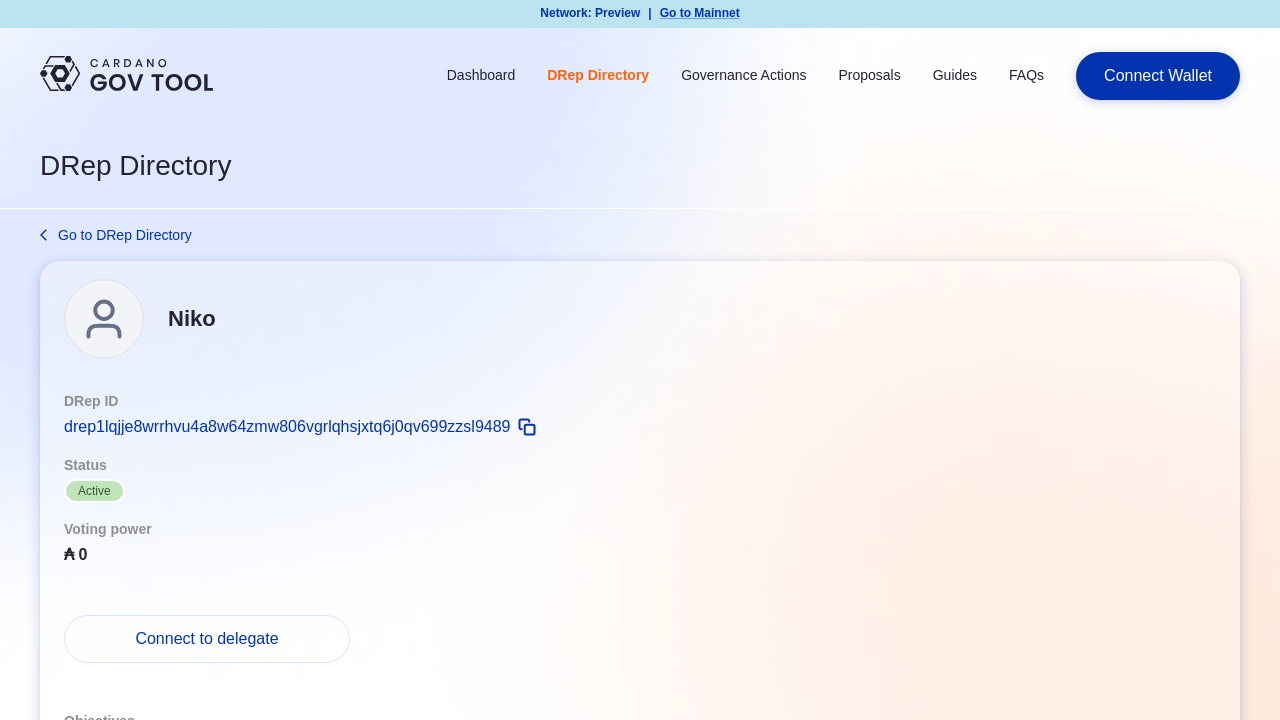 Network: Preview | Go to Mainnet
CARDANO
GOV TOOL
Dashboard DRep Directory Governance Actions Proposals Guides FAQs Connect Wallet
DRep Directory
Go to DRep Directory
Niko
DRep ID
drep1lqjje8wrrhvu4a8w64zmw806vgrlqhsjxtq6j0qv699zzsl9489
Status
Active
Voting power
₳ 0
Connect to delegate
Objectives